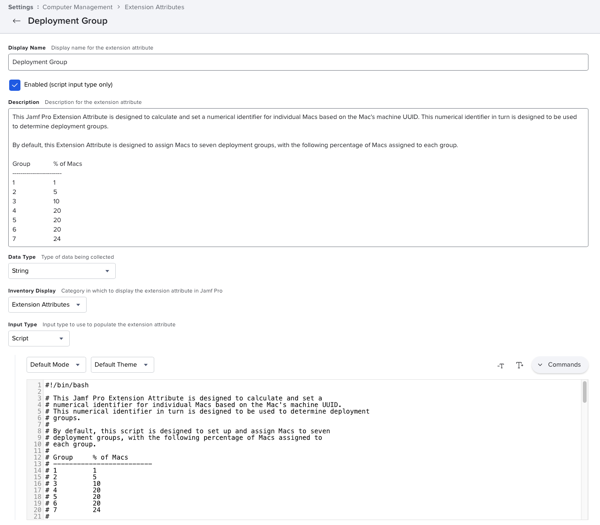 Settings : Computer Management > Extension Attributes
← Deployment Group
Display Name Display name for the extension attribute
Deployment Group
Enabled (script input type only)
Description Description for the extension attribute
This Jamf Pro Extension Attribute is designed to calculate and set a numerical identifier for individual Macs based on the Mac's machine UUID. This numerical identifier in turn is designed to be used
to determine deployment groups.
By default, this Extension Attribute is designed to assign Macs to seven deployment groups, with the following percentage of Macs assigned to each group.
Group % of Macs
1 1
2 5
3 10
4 20
5 20
6 20
7 24
Data Type Type of data being collected
String
Inventory Display Category in which to display the extension attribute in Jamf Pro
Extension Attributes
Input Type Input type to use to populate the extension attribute
Script
Default Mode Default Theme -T T+ Commands
1 #!/bin/bash
2
3 # This Jamf Pro Extension Attribute is designed to calculate and set a
4 # numerical identifier for individual Macs based on the Mac's machine UUID.
5 # This numerical identifier in turn is designed to be used to determine deployment
6 # groups.
7 #
8 # By default, this script is designed to set up and assign Macs to seven
9 # deployment groups, with the following percentage of Macs assigned to
10 # each group.
11 #
12 # Group % of Macs
13 # --------------------------
14 # 1 1
15 # 2 5
16 # 3 10
17 # 4 20
18 # 5 20
19 # 6 20
20 # 7 24
21 #